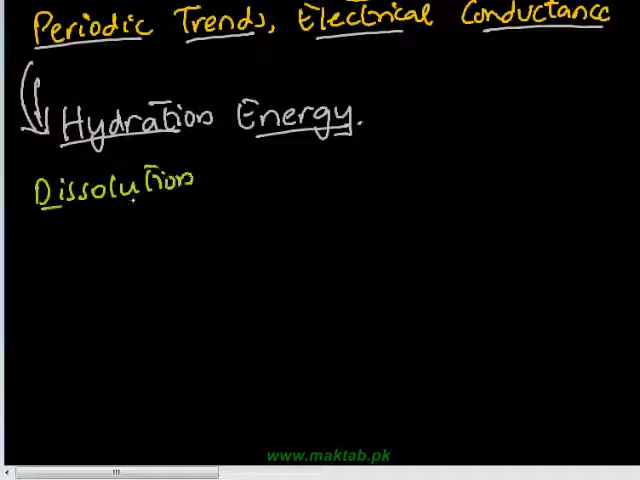 Periodic Trends, Electrical Conductance
Hydration Energy.
Dissolution
www.maktab.pk